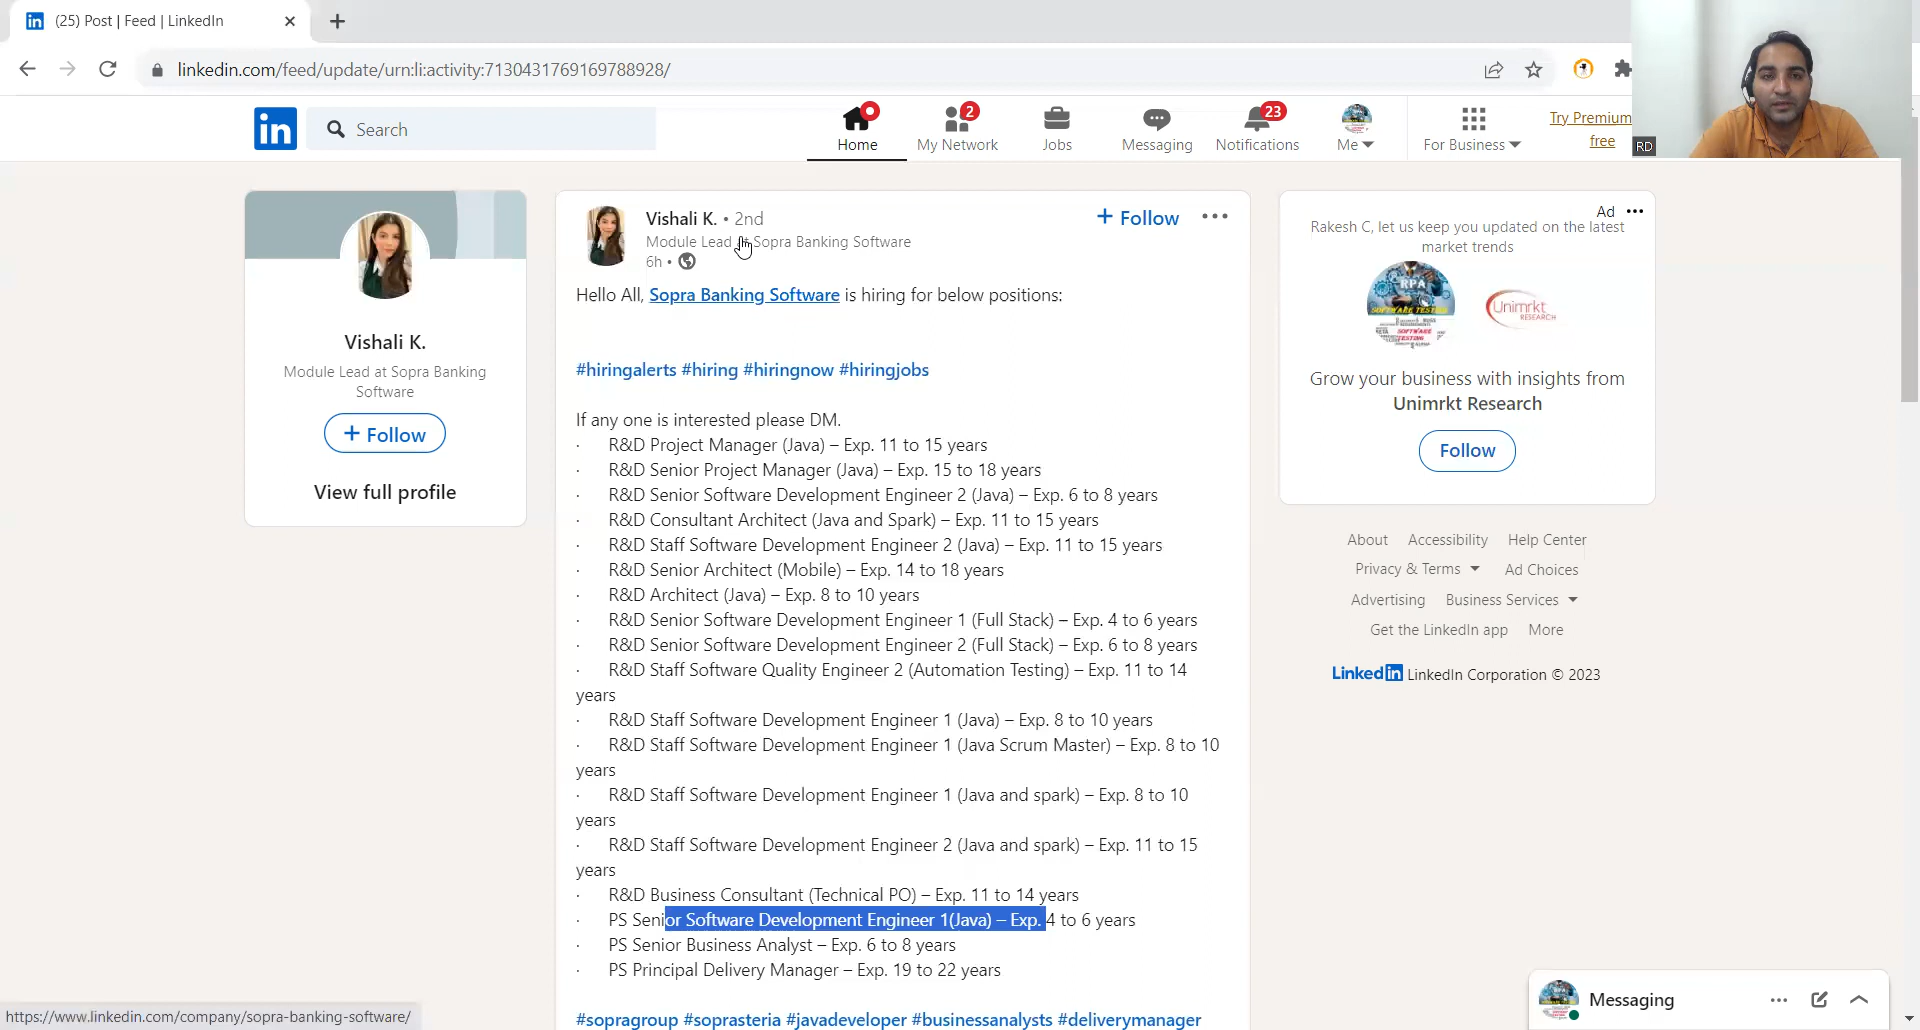 (25) Post | Feed | LinkedIn
linkedin.com/feed/update/urn:li:activity:7130431769169788928/
in
Search
Home
2
My Network
Jobs
Messaging
23
Notifications
Me
For Business
Try Premium
free
RD
Vishali K.
Module Lead at Sopra Banking
Software
+ Follow
View full profile
Vishali K. • 2nd
Module Lead at Sopra Banking Software
6h •
+ Follow
Hello All, Sopra Banking Software is hiring for below positions:
#hiringalerts #hiring #hiringnow #hiringjobs
If any one is interested please DM.
· R&D Project Manager (Java) – Exp. 11 to 15 years
· R&D Senior Project Manager (Java) – Exp. 15 to 18 years
· R&D Senior Software Development Engineer 2 (Java) – Exp. 6 to 8 years
· R&D Consultant Architect (Java and Spark) – Exp. 11 to 15 years
· R&D Staff Software Development Engineer 2 (Java) – Exp. 11 to 15 years
· R&D Senior Architect (Mobile) – Exp. 14 to 18 years
· R&D Architect (Java) – Exp. 8 to 10 years
· R&D Senior Software Development Engineer 1 (Full Stack) – Exp. 4 to 6 years
· R&D Senior Software Development Engineer 2 (Full Stack) – Exp. 6 to 8 years
· R&D Staff Software Quality Engineer 2 (Automation Testing) – Exp. 11 to 14
years
· R&D Staff Software Development Engineer 1 (Java) – Exp. 8 to 10 years
· R&D Staff Software Development Engineer 1 (Java Scrum Master) – Exp. 8 to 10
years
· R&D Staff Software Development Engineer 1 (Java and spark) – Exp. 8 to 10
years
· R&D Staff Software Development Engineer 2 (Java and spark) – Exp. 11 to 15
years
· R&D Business Consultant (Technical PO) – Exp. 11 to 14 years
· PS Senior Software Development Engineer 1(Java) – Exp. 4 to 6 years
· PS Senior Business Analyst – Exp. 6 to 8 years
· PS Principal Delivery Manager – Exp. 19 to 22 years
#sopragroup #soprasteria #javadeveloper #businessanalysts #deliverymanager
Ad
Rakesh C, let us keep you updated on the latest
market trends
RPA
SOFTWARE TESTING
SOFTWARE
TESTING
Unimrkt
RESEARCH
Grow your business with insights from
Unimrkt Research
Follow
About Accessibility Help Center
Privacy & Terms Ad Choices
Advertising Business Services
Get the LinkedIn app More
LinkedIn LinkedIn Corporation © 2023
Messaging
https://www.linkedin.com/company/sopra-banking-software/